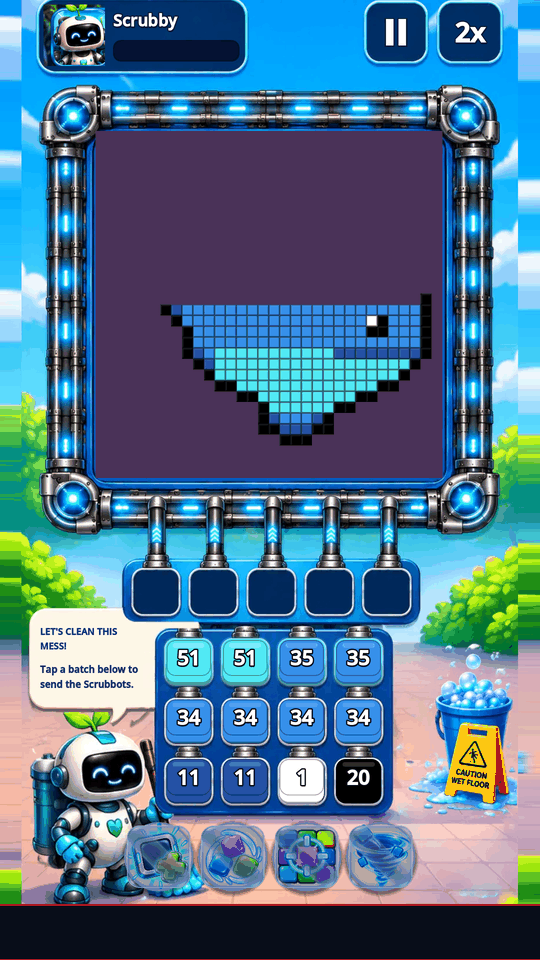 Scrubby
2x
LET'S CLEAN THIS
MESS!
Tap a batch below to
send the Scrubbots.
51 51 35 35
34 34 34 34
11 11 1 20
CAUTION
WET FLOOR